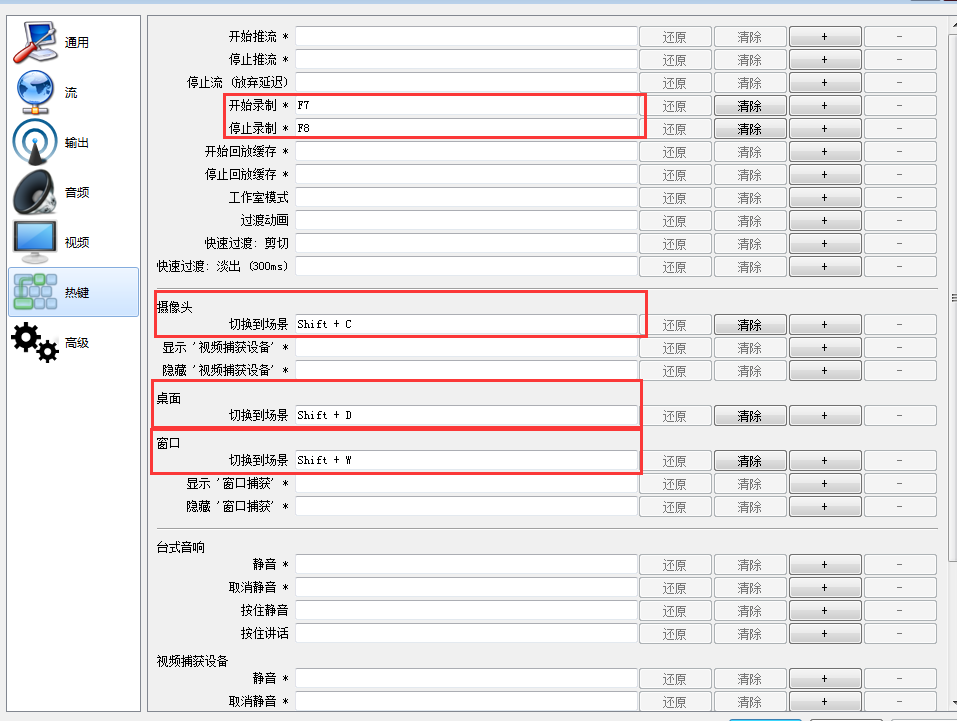 通用
流
输出
音频
视频
热键
高级
开始推流 * 还原 清除 + -
停止推流 * 还原 清除 + -
停止流 (放弃延迟) 还原 清除 + -
开始录制 * F7 还原 清除 + -
停止录制 * F8 还原 清除 + -
开始回放缓存 * 还原 清除 + -
停止回放缓存 * 还原 清除 + -
工作室模式 还原 清除 + -
过渡动画 还原 清除 + -
快速过渡: 剪切 还原 清除 + -
快速过渡: 淡出 (300ms) 还原 清除 + -
摄像头
切换到场景 Shift + C 还原 清除 + -
显示 '视频捕获设备' * 还原 清除 + -
隐藏 '视频捕获设备' * 还原 清除 + -
桌面
切换到场景 Shift + D 还原 清除 + -
窗口
切换到场景 Shift + W 还原 清除 + -
显示 '窗口捕获' * 还原 清除 + -
隐藏 '窗口捕获' * 还原 清除 + -
台式音响
静音 * 还原 清除 + -
取消静音 * 还原 清除 + -
按住静音 还原 清除 + -
按住讲话 还原 清除 + -
视频捕获设备
静音 * 还原 清除 + -
取消静音 * 还原 清除 + -